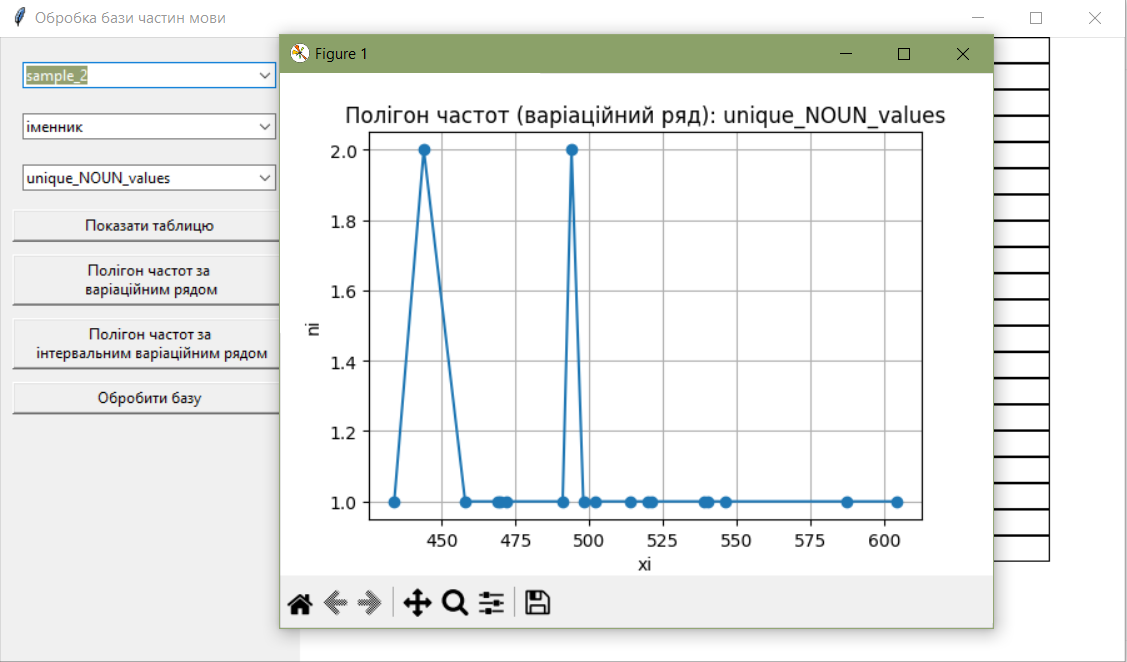 Обробка бази частин мови
sample_2
іменник
unique_NOUN_values
Показати таблицю
Полігон частот за
варіаційним рядом
Полігон частот за
інтервальним варіаційним рядом
Обробити базу
Figure 1
Полігон частот (варіаційний ряд): unique_NOUN_values
2.0
1.8
1.6
1.4
1.2
1.0
ni
450 475 500 525 550 575 600
xi